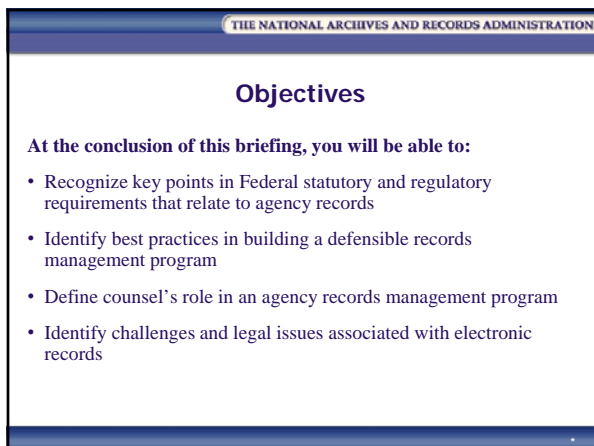 THE NATIONAL ARCHIVES AND RECORDS ADMINISTRATION
Objectives
At the conclusion of this briefing, you will be able to:
• Recognize key points in Federal statutory and regulatory
requirements that relate to agency records
• Identify best practices in building a defensible records
management program
• Define counsel's role in an agency records management program
• Identify challenges and legal issues associated with electronic
records